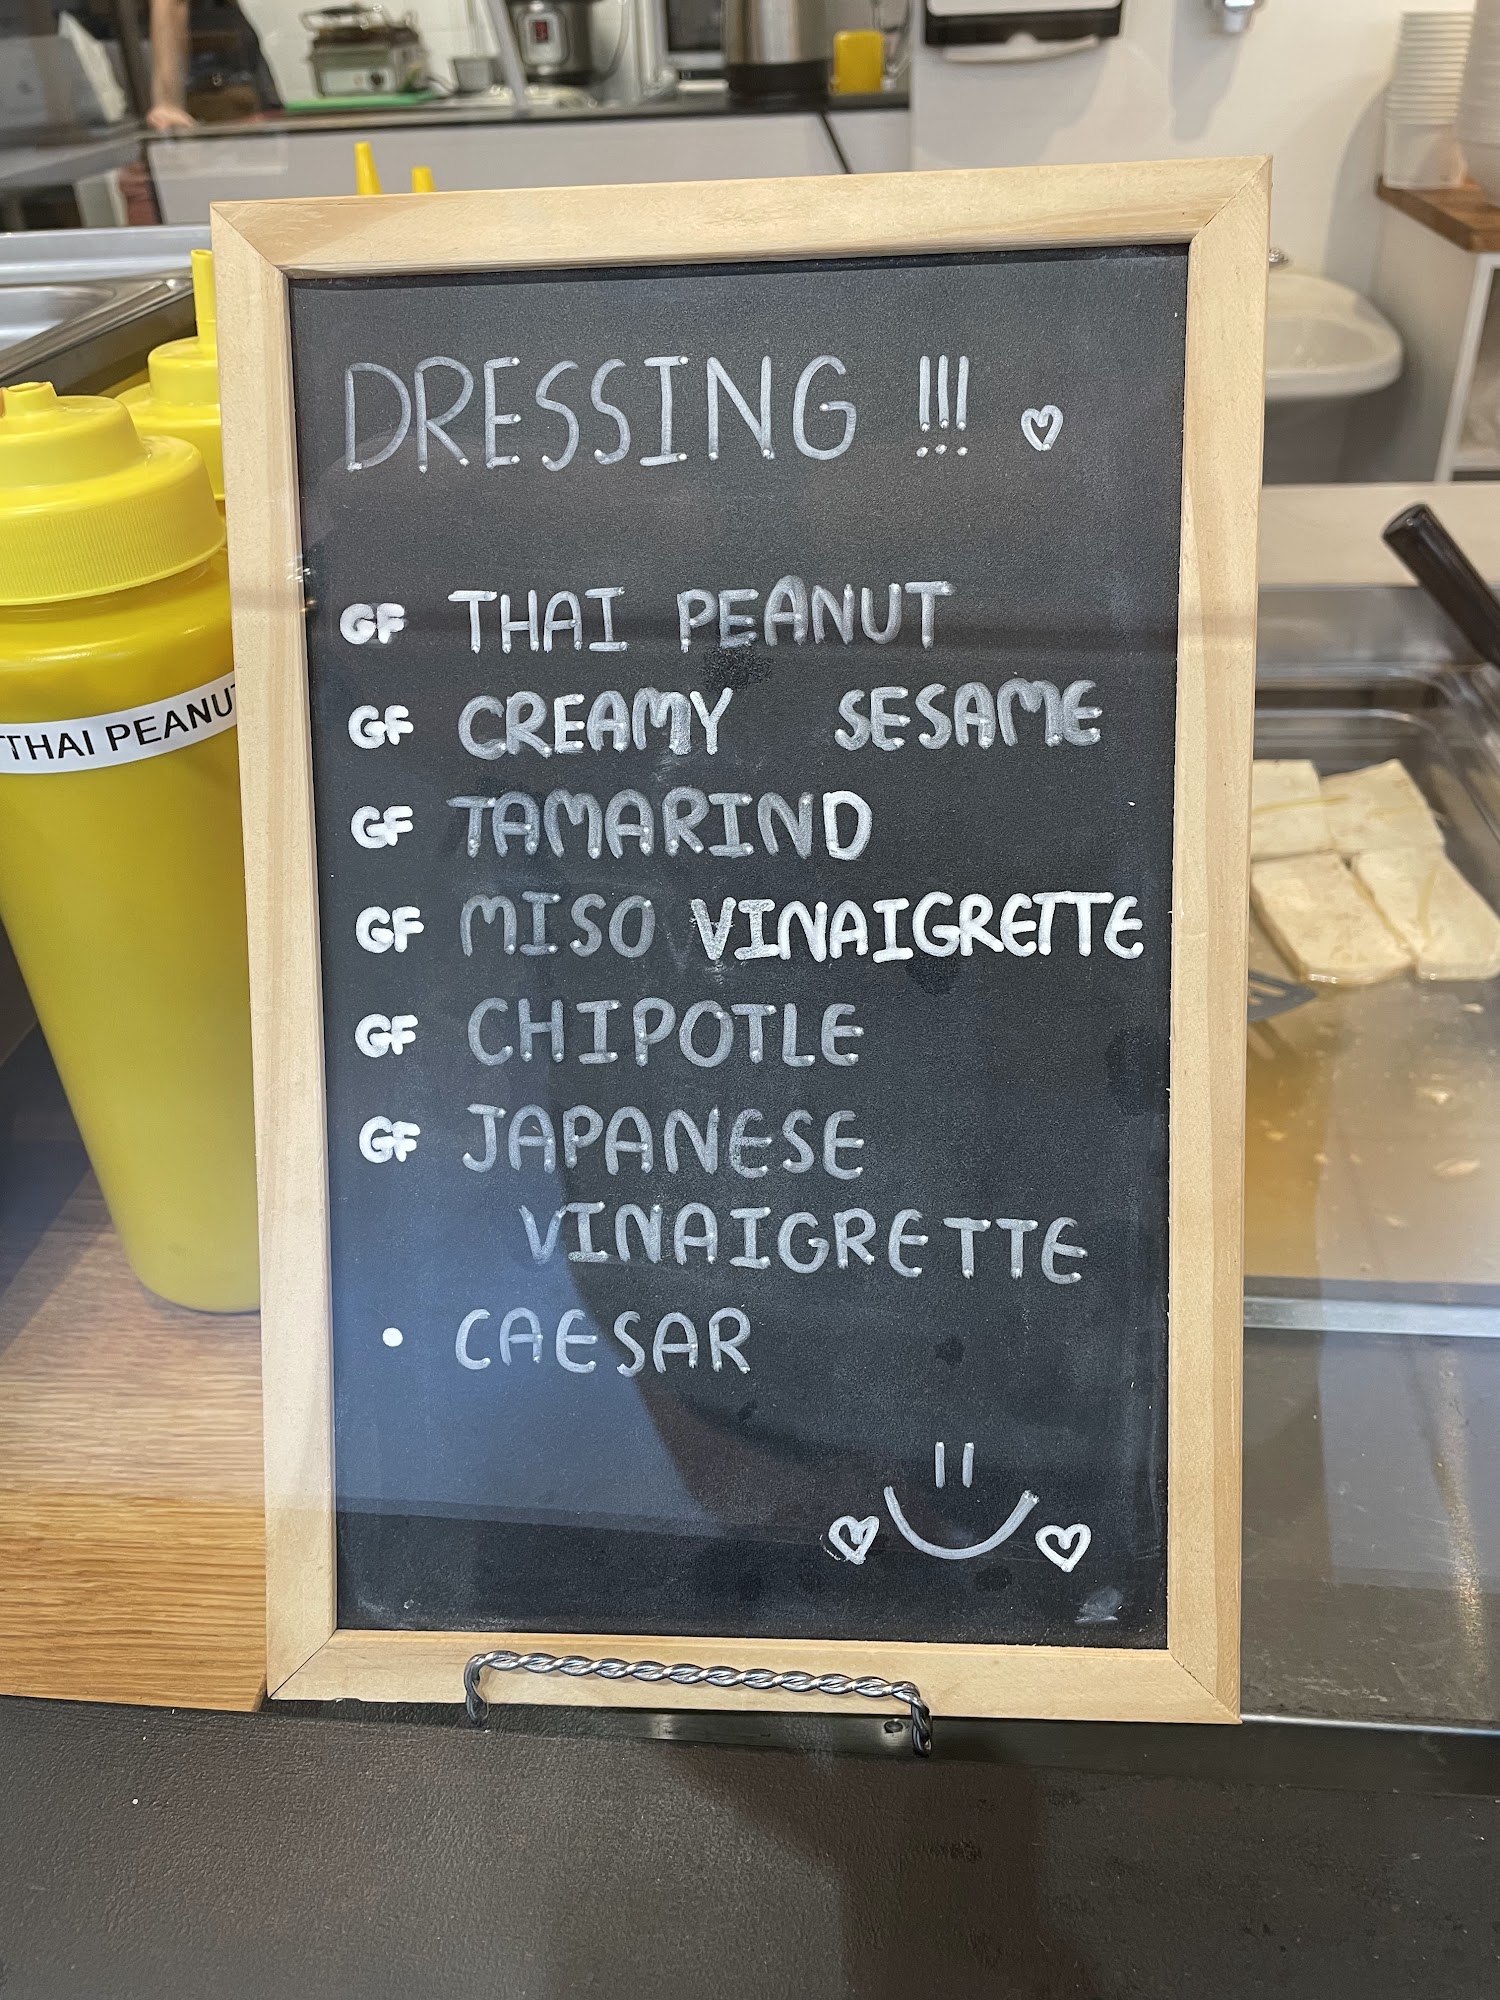 DRESSING !!!
GF THAI PEANUT
GF CREAMY SESAME
GF TAMARIND
GF MISO VINAIGRETTE
GF CHIPOTLE
GF JAPANESE
VINAIGRETTE
• CAESAR
THAI PEANUT